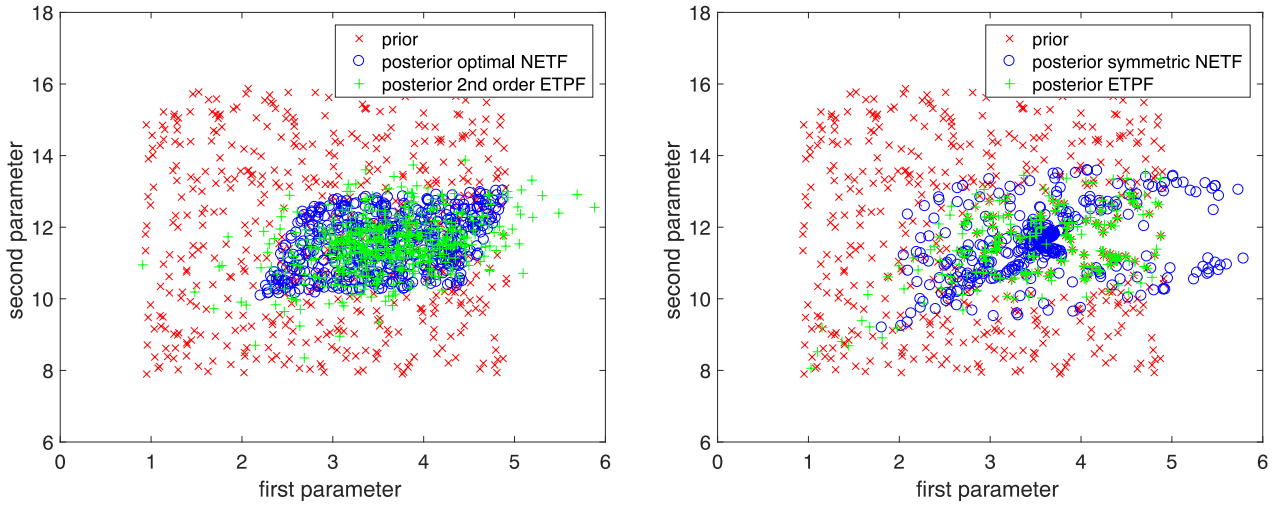 18
16
14
12
10
8
6
0 1 2 3 4 5 6
first parameter
second parameter
prior
posterior optimal NETF
posterior 2nd order ETPF
18
16
14
12
10
8
6
0 1 2 3 4 5 6
first parameter
second parameter
prior
posterior symmetric NETF
posterior ETPF